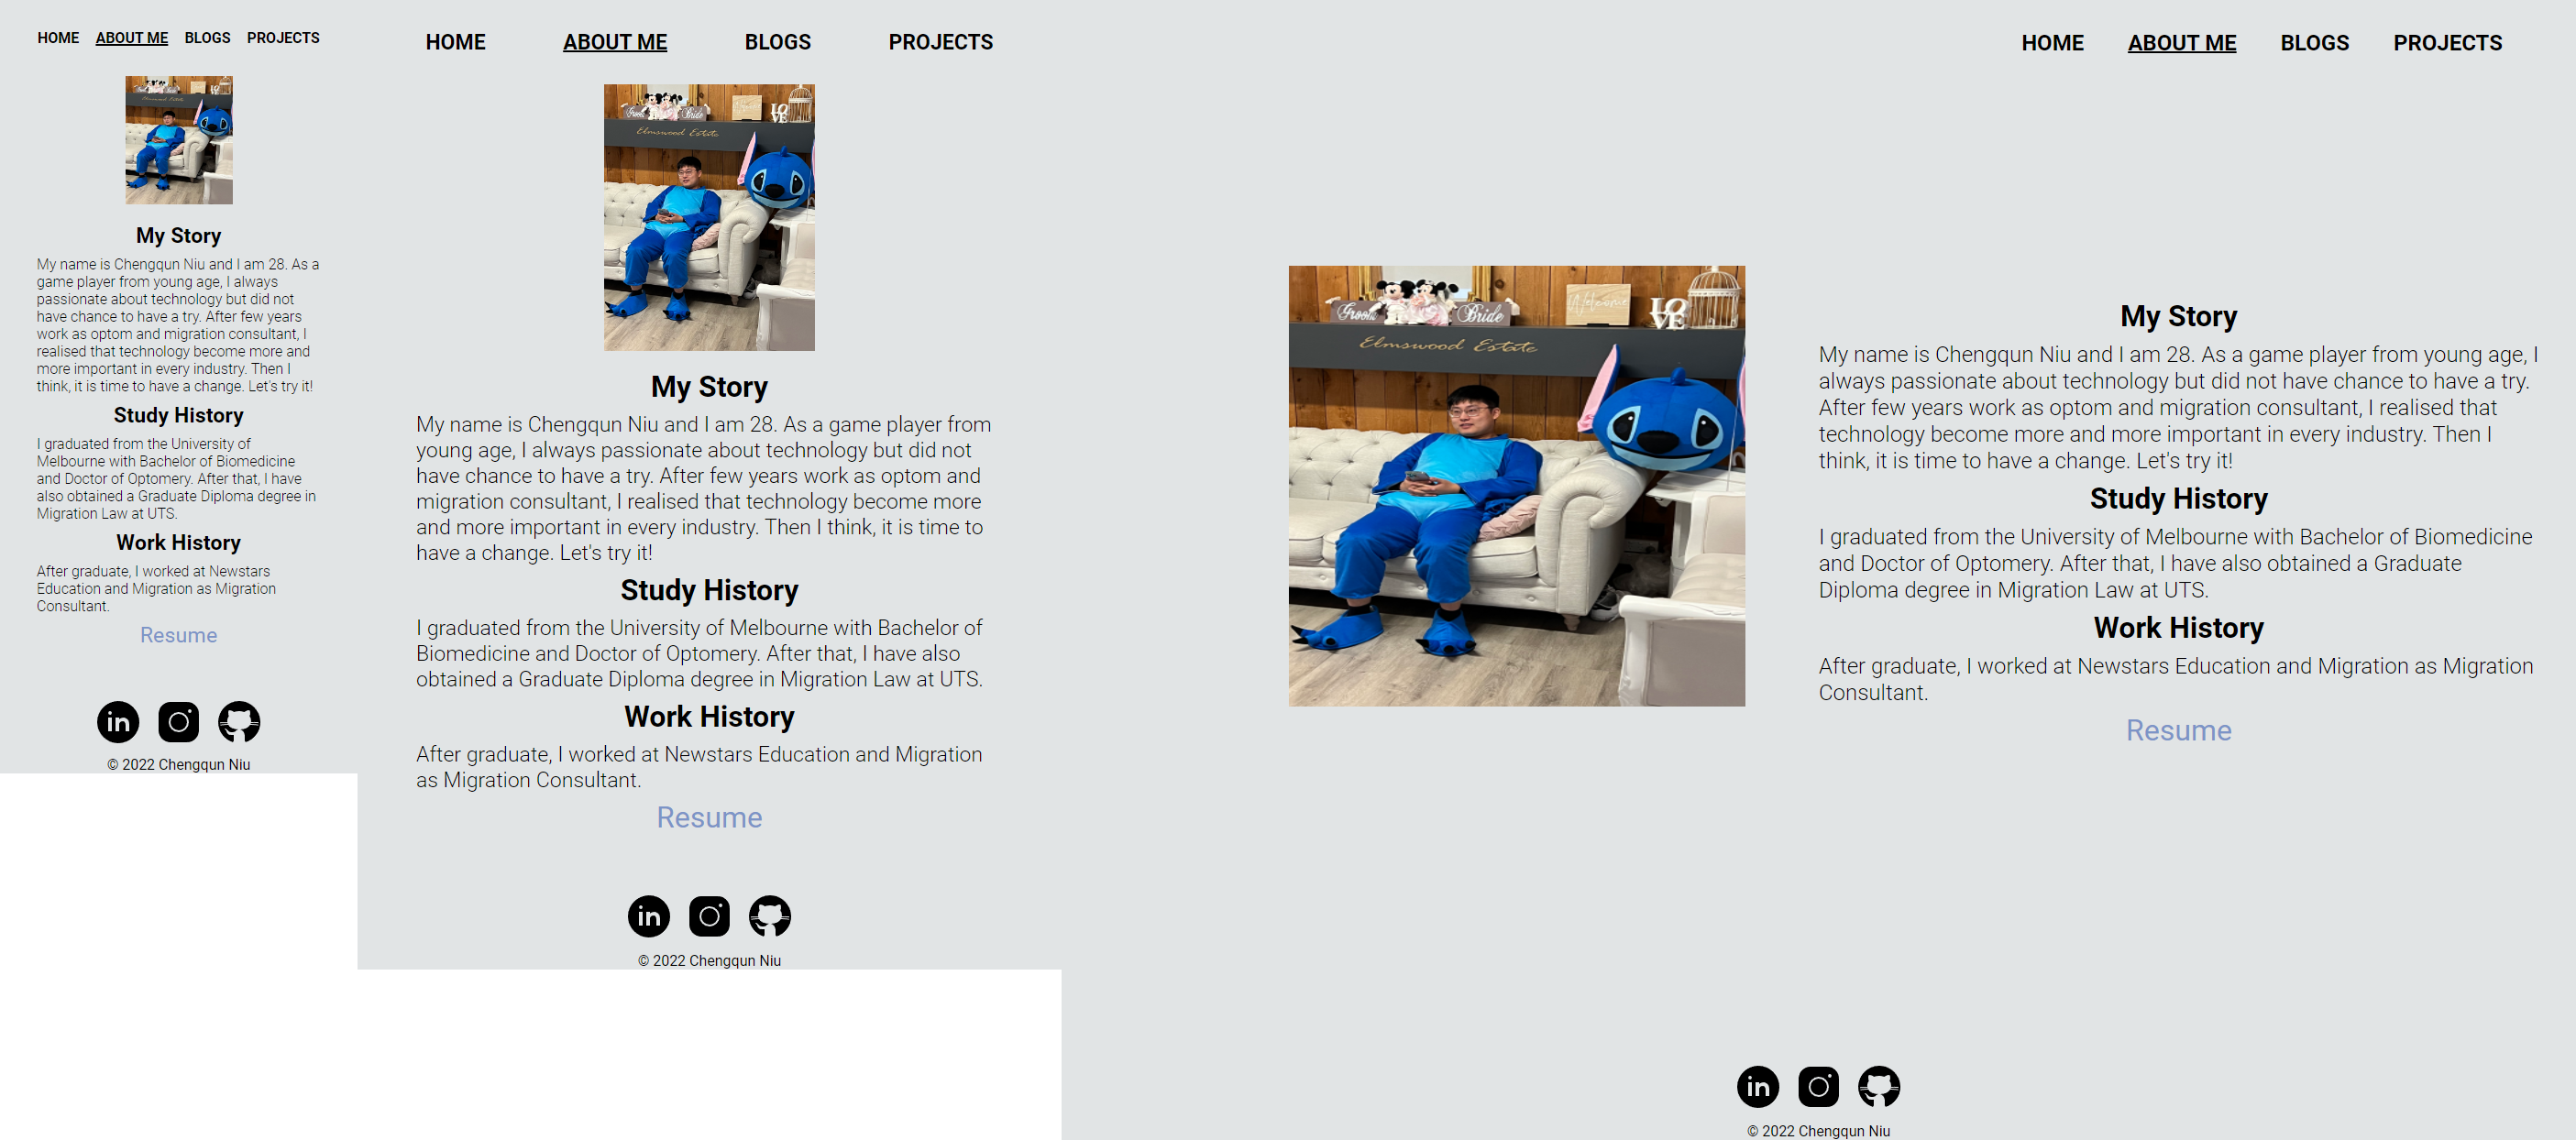 HOME ABOUT ME BLOGS PROJECTS
Elmswood Estate
My Story
My name is Chengqun Niu and I am 28. As a
game player from young age, I always
passionate about technology but did not
have chance to have a try. After few years
work as optom and migration consultant, I
realised that technology become more and
more important in every industry. Then I
think, it is time to have a change. Let's try it!
Study History
I graduated from the University of
Melbourne with Bachelor of Biomedicine
and Doctor of Optomery. After that, I have
also obtained a Graduate Diploma degree in
Migration Law at UTS.
Work History
After graduate, I worked at Newstars
Education and Migration as Migration
Consultant.
Resume
in
© 2022 Chengqun Niu
HOME ABOUT ME BLOGS PROJECTS
Groom Bride LOVE
Elmswood Estate
My Story
My name is Chengqun Niu and I am 28. As a game player from
young age, I always passionate about technology but did not
have chance to have a try. After few years work as optom and
migration consultant, I realised that technology become more
and more important in every industry. Then I think, it is time to
have a change. Let's try it!
Study History
I graduated from the University of Melbourne with Bachelor of
Biomedicine and Doctor of Optomery. After that, I have also
obtained a Graduate Diploma degree in Migration Law at UTS.
Work History
After graduate, I worked at Newstars Education and Migration
as Migration Consultant.
Resume
in
© 2022 Chengqun Niu
HOME ABOUT ME BLOGS PROJECTS
Groom Bride Welcome LOVE
Elmswood Estate
My Story
My name is Chengqun Niu and I am 28. As a game player from young age, I
always passionate about technology but did not have chance to have a try.
After few years work as optom and migration consultant, I realised that
technology become more and more important in every industry. Then I
think, it is time to have a change. Let's try it!
Study History
I graduated from the University of Melbourne with Bachelor of Biomedicine
and Doctor of Optomery. After that, I have also obtained a Graduate
Diploma degree in Migration Law at UTS.
Work History
After graduate, I worked at Newstars Education and Migration as Migration
Consultant.
Resume
in
© 2022 Chengqun Niu